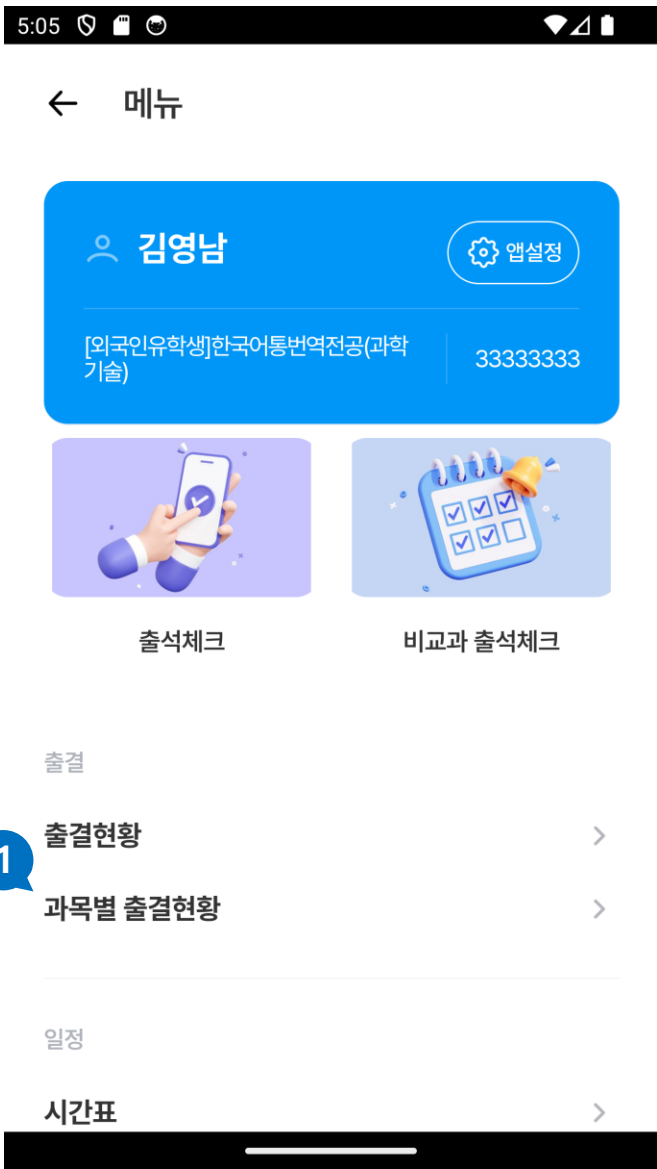 5:05
메뉴
김영남
앱설정
[외국인유학생]한국어통번역전공(과학
기술)
33333333
출석체크
비교과 출석체크
출결
출결현황
1
과목별 출결현황
일정
시간표